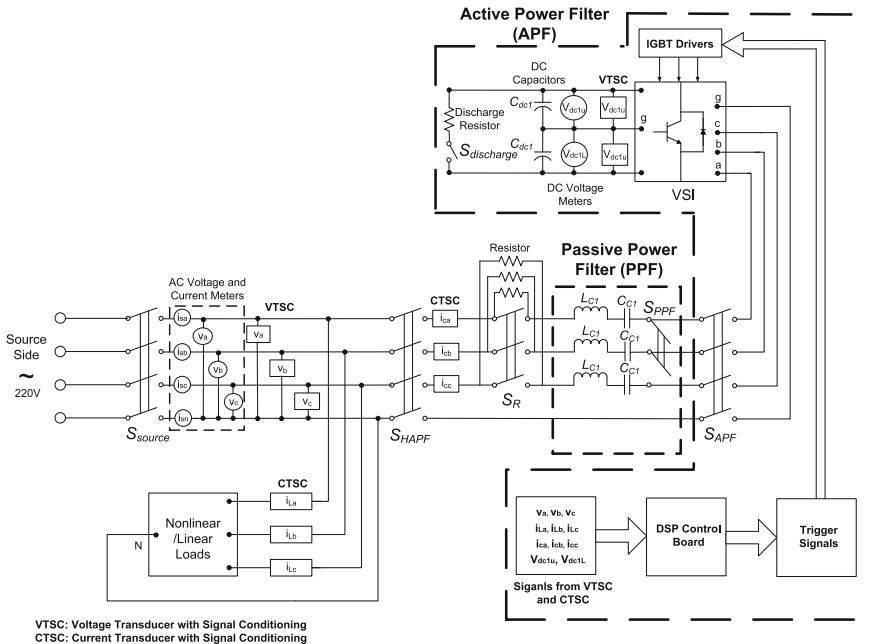 Active Power Filter
(APF)
IGBT Drivers
DC
Capacitors
VTSC
Discharge
Resistor
Cdc1
Vdc1u
Vdc1u
g
g
c
b
a
Sdischarge
Cdc1
Vdc1L
Vdc1u
DC Voltage
Meters
VSI
Resistor
Passive Power
Filter (PPF)
AC Voltage and
Current Meters
VTSC
CTSC
LC1
CC1
SPPF
Source
Side
~
220V
isa
va
va
ica
isb
vb
vb
icb
LC1
CC1
isc
vc
vc
icc
LC1
CC1
isn
Ssource
SHAPF
SR
SAPF
CTSC
Nonlinear
/Linear
Loads
N
iLa
iLb
iLc
va, vb, vc
iLa, iLb, iLc
ica, icb, icc
Vdc1u, Vdc1L
DSP Control
Board
Trigger
Signals
Siganls from VTSC
and CTSC
VTSC: Voltage Transducer with Signal Conditioning
CTSC: Current Transducer with Signal Conditioning